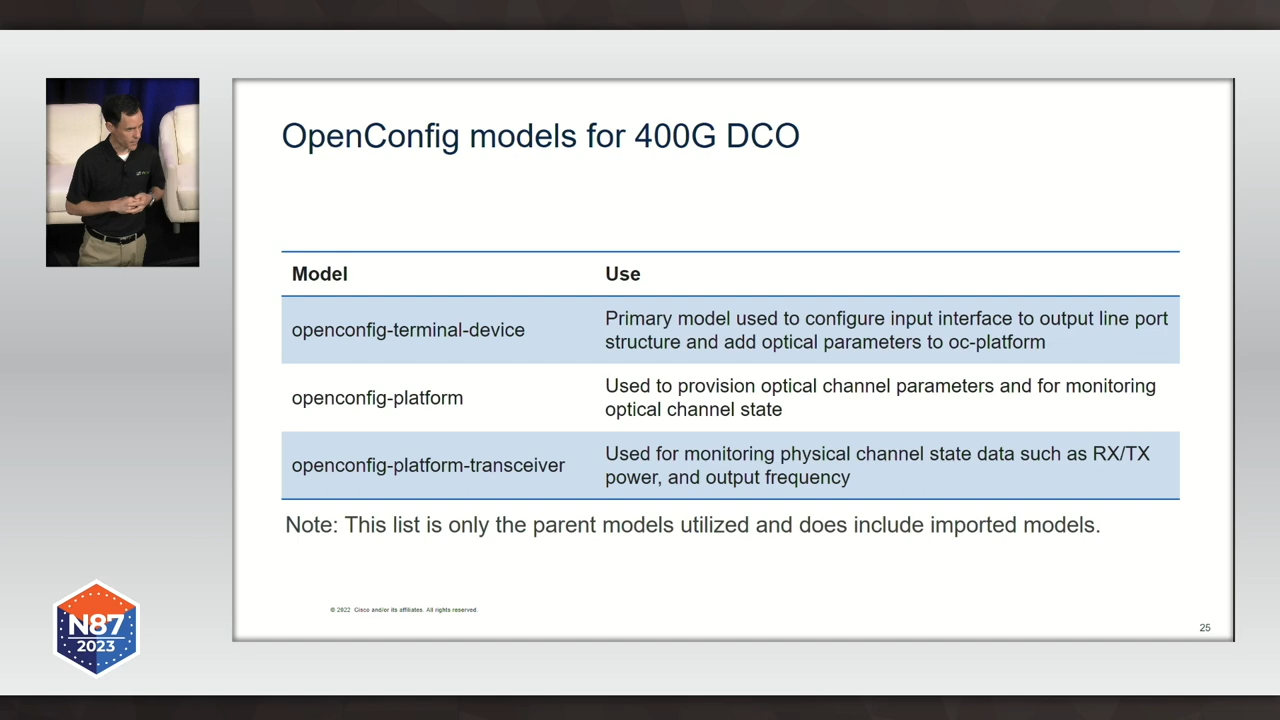 OpenConfig models for 400G DCO
Model
Use
openconfig-terminal-device
Primary model used to configure input interface to output line port
structure and add optical parameters to oc-platform
openconfig-platform
Used to provision optical channel parameters and for monitoring
optical channel state
openconfig-platform-transceiver
Used for monitoring physical channel state data such as RX/TX
power, and output frequency
Note: This list is only the parent models utilized and does include imported models.
© 2022 Cisco and/or its affiliates. All rights reserved.
25
N87
2023